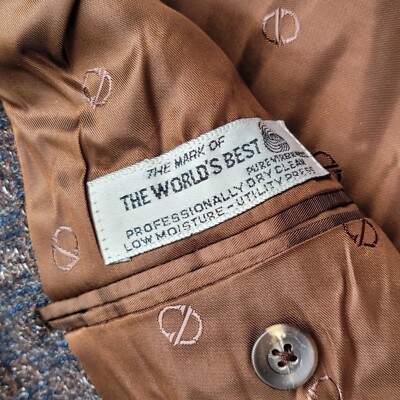 THE MARK OF
THE WORLD'S BEST
PURE VIRGIN WOOL
PROFESSIONALLY DRY CLEAN
LOW MOISTURE - UTILITY PRESS